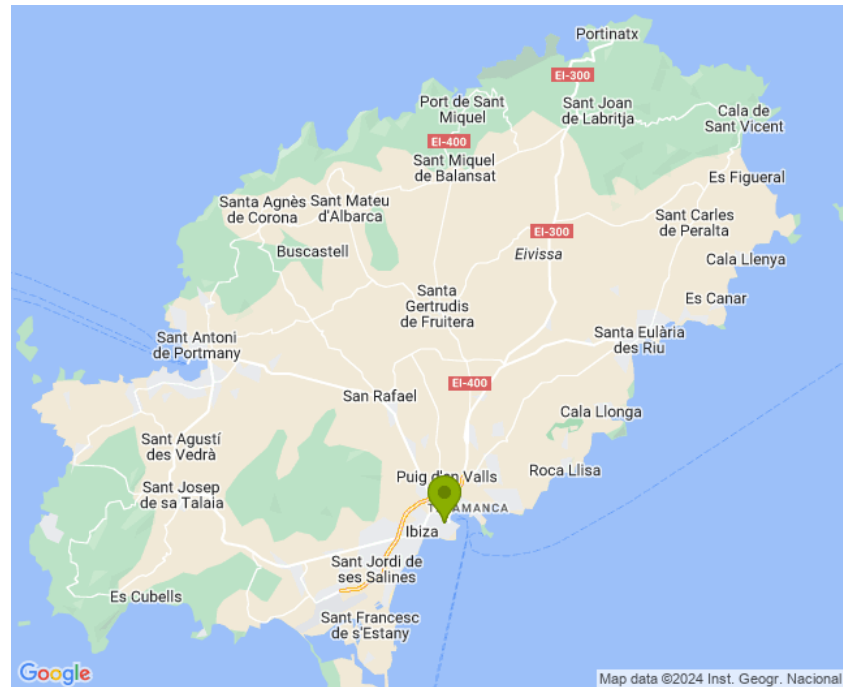 Portinatx
EI-300
Port de Sant
Miquel
Sant Joan
de Labritja
Cala de
Sant Vicent
EI-400
Sant Miquel
de Balansat
Es Figueral
Santa Agnès
de Corona
Sant Mateu
d'Albarca
Sant Carles
de Peralta
EI-300
Buscastell
Eivissa
Cala Llenya
Santa
Gertrudis
de Fruitera
Es Canar
Sant Antoni
de Portmany
Santa Eulària
des Riu
EI-400
San Rafael
Cala Llonga
Sant Agustí
des Vedrà
Puig d'en Valls
Roca Llisa
Sant Josep
de sa Talaia
Ibiza
Sant Jordi de
ses Salines
Es Cubells
Sant Francesc
de s'Estany
Google
Map data ©2024 Inst. Geogr. Nacional